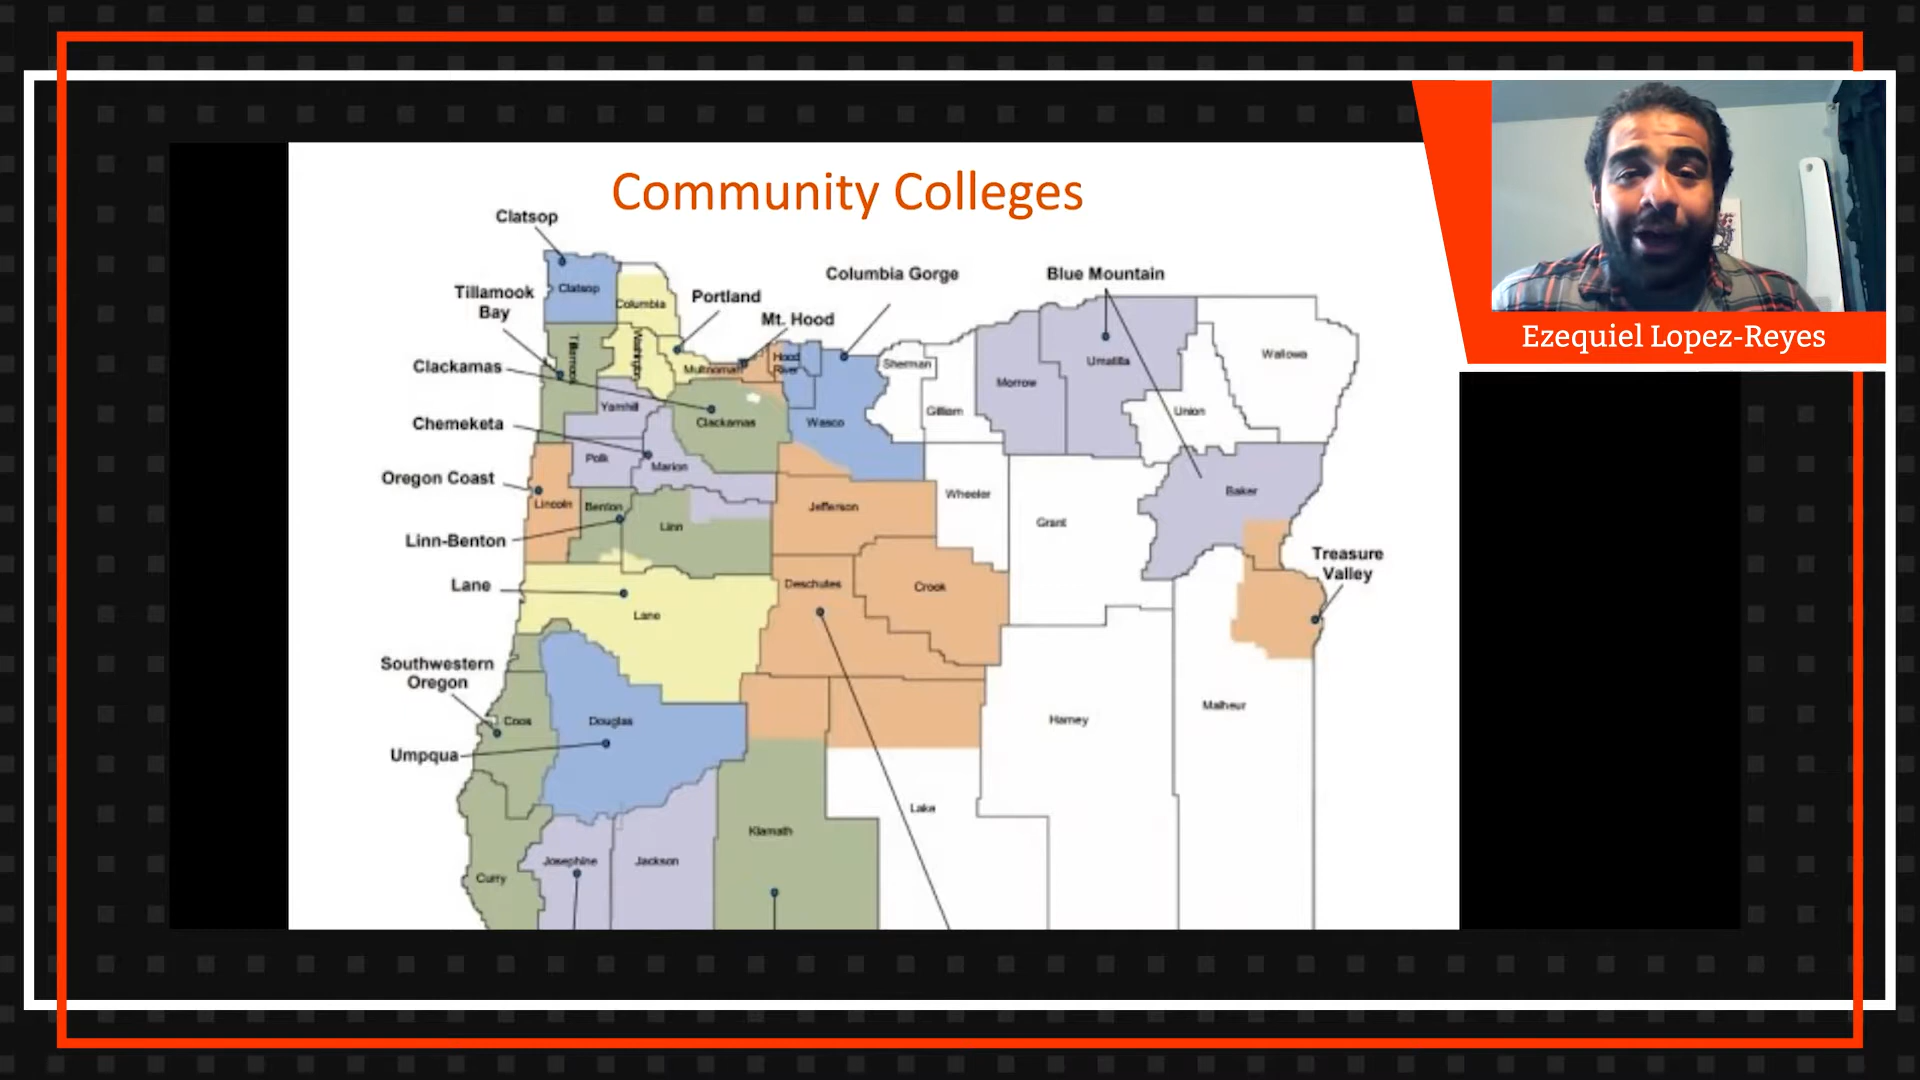 Community Colleges
Clatsop
Columbia Gorge
Blue Mountain
Tillamook
Bay
Clatsop
Columbia
Portland
Mt. Hood
Ezequiel Lopez-Reyes
Tillamook
Washington
Hood
River
Multnomah
Sherman
Wallowa
Clackamas
Morrow
Umatilla
Yamhill
Gilliam
Union
Chemeketa
Clackamas
Wasco
Polk
Marion
Oregon Coast
Lincoln
Benton
Linn
Jefferson
Wheeler
Grant
Baker
Linn-Benton
Treasure
Valley
Lane
Deschutes
Crook
Lane
Southwestern
Oregon
Coos
Douglas
Harney
Malheur
Umpqua
Lake
Klamath
Josephine
Jackson
Curry